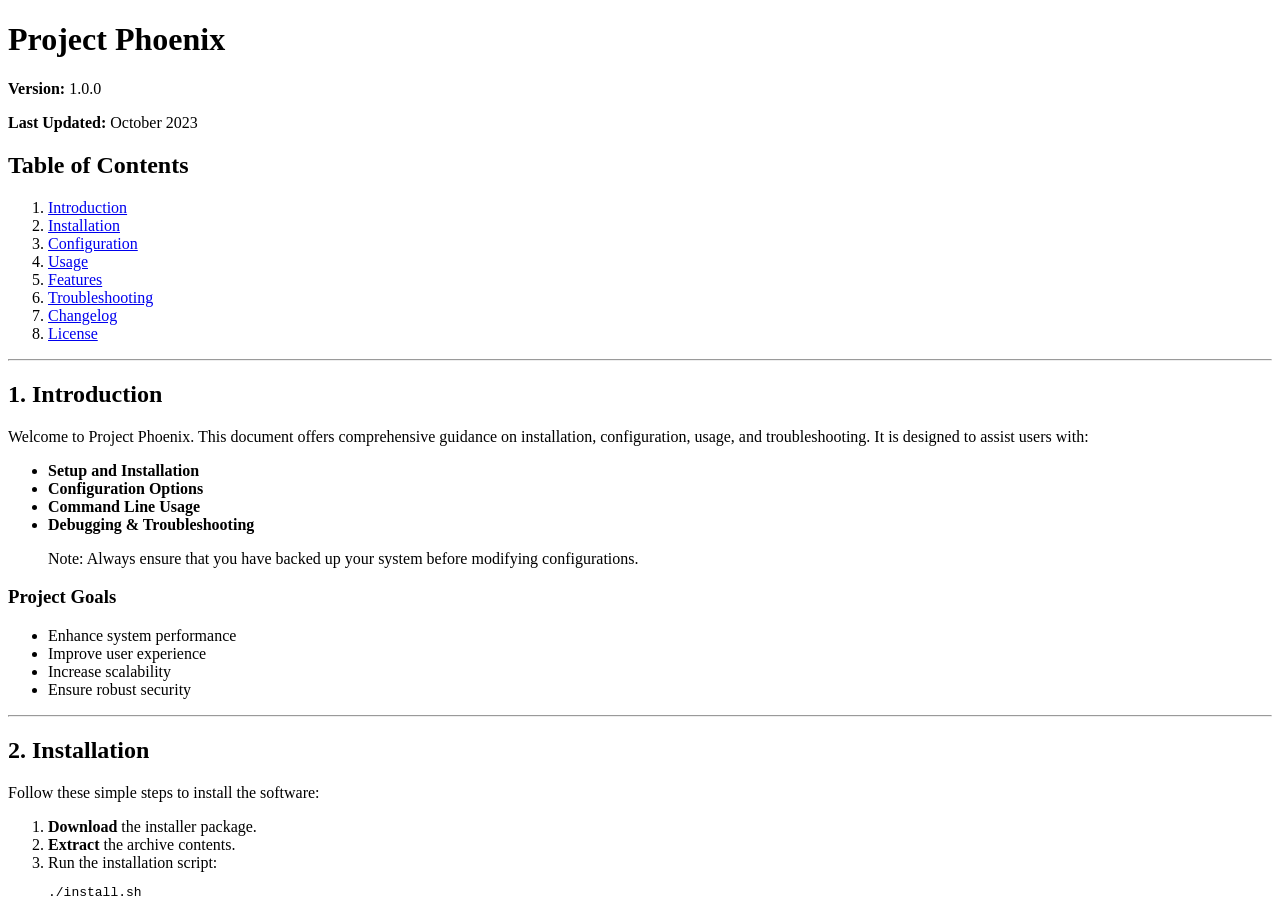 Project Phoenix
Version: 1.0.0
Last Updated: October 2023
Table of Contents
1. Introduction
2. Installation
3. Configuration
4. Usage
5. Features
6. Troubleshooting
7. Changelog
8. License
1. Introduction
Welcome to Project Phoenix. This document offers comprehensive guidance on installation, configuration, usage, and troubleshooting. It is designed to assist users with:
• Setup and Installation
• Configuration Options
• Command Line Usage
• Debugging & Troubleshooting
Note: Always ensure that you have backed up your system before modifying configurations.
Project Goals
• Enhance system performance
• Improve user experience
• Increase scalability
• Ensure robust security
2. Installation
Follow these simple steps to install the software:
1. Download the installer package.
2. Extract the archive contents.
3. Run the installation script:
./install.sh